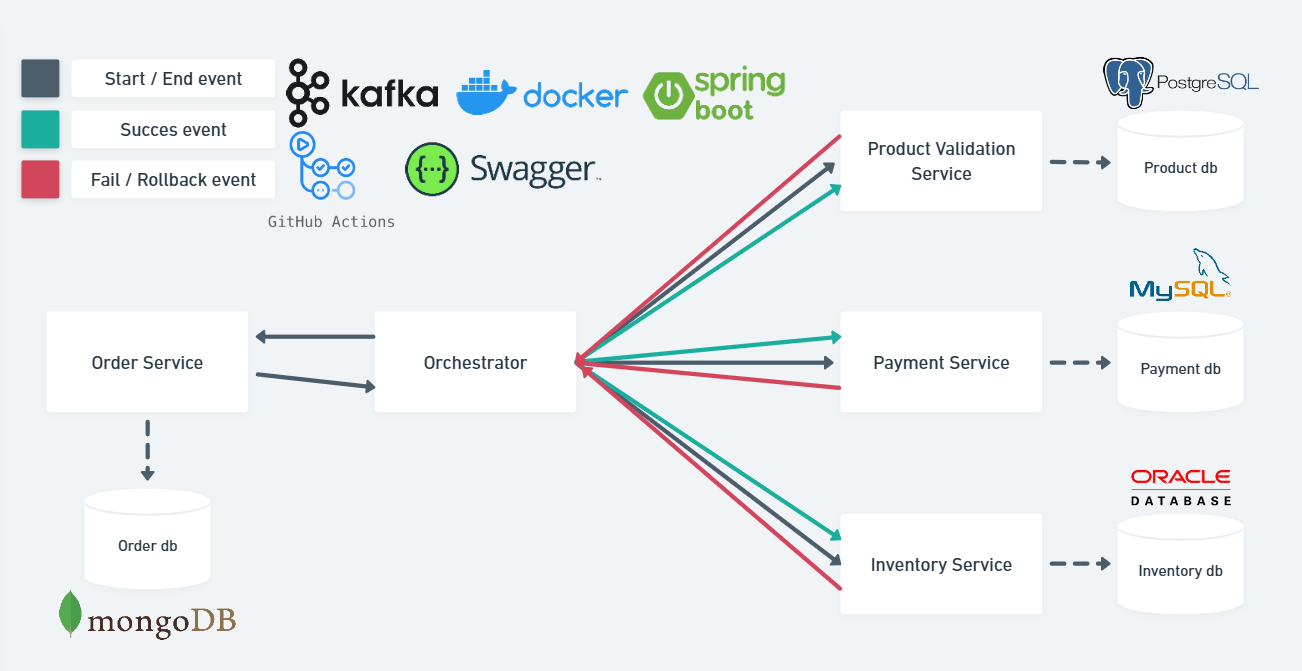 Start / End event
Succes event
Fail / Rollback event
kafka
docker
spring
boot
GitHub Actions
{···} Swagger
PostgreSQL
Product Validation
Service
Product db
MySQL
Order Service
Orchestrator
Payment Service
Payment db
ORACLE
DATABASE
Order db
Inventory Service
Inventory db
mongoDB